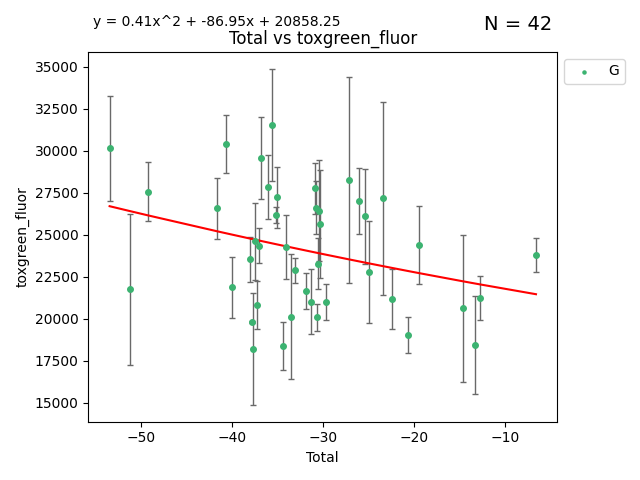 y = 0.41x^2 + -86.95x + 20858.25
N = 42
Total vs toxgreen_fluor
G
35000
32500
30000
27500
25000
22500
20000
17500
15000
toxgreen_fluor
−50
−40
−30
−20
−10
Total